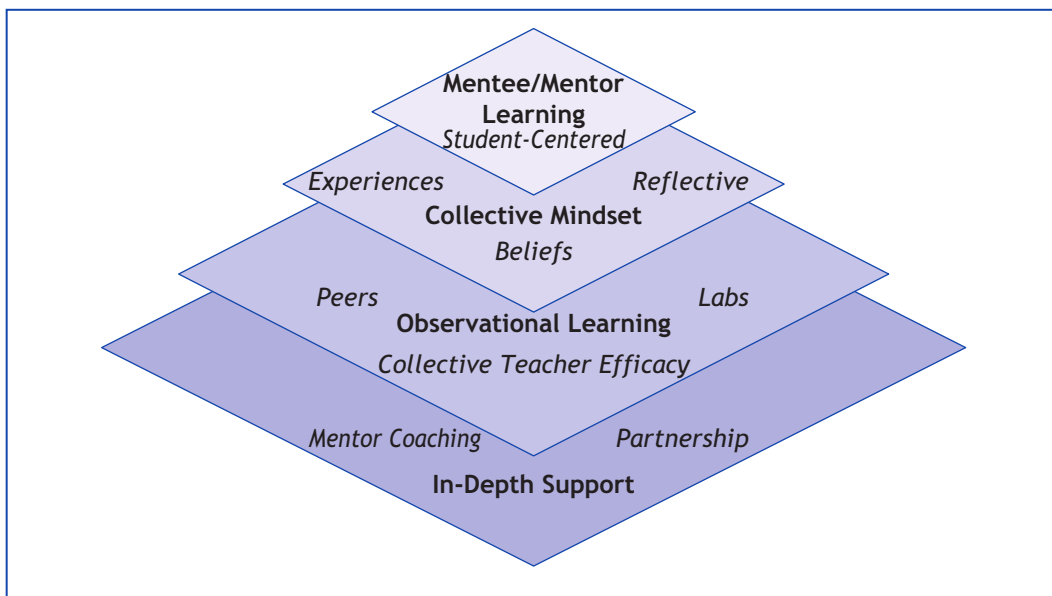 Mentee/Mentor
Learning
Student-Centered
Experiences
Reflective
Collective Mindset
Beliefs
Peers
Labs
Observational Learning
Collective Teacher Efficacy
Mentor Coaching
Partnership
In-Depth Support